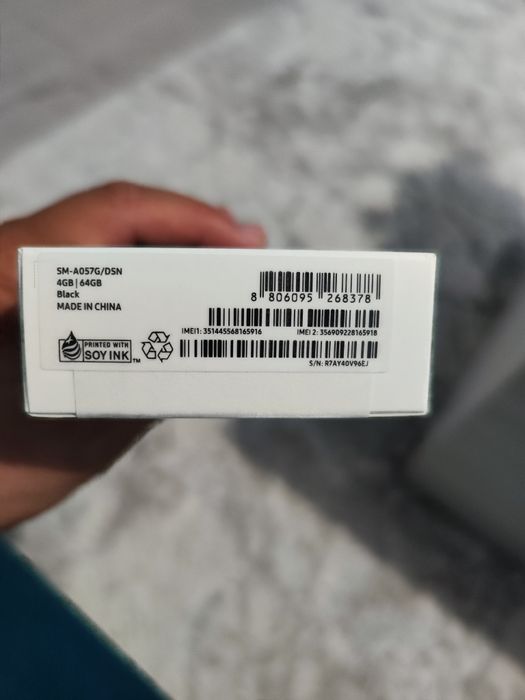 SM-A057G/DSN
4GB | 64GB
Black
MADE IN CHINA
8 806095 268378
IMEI1: 351445568165916 IMEI 2: 356909228165918
PRINTED WITH
SOY INK™
S/N: R7AY40V96EJ